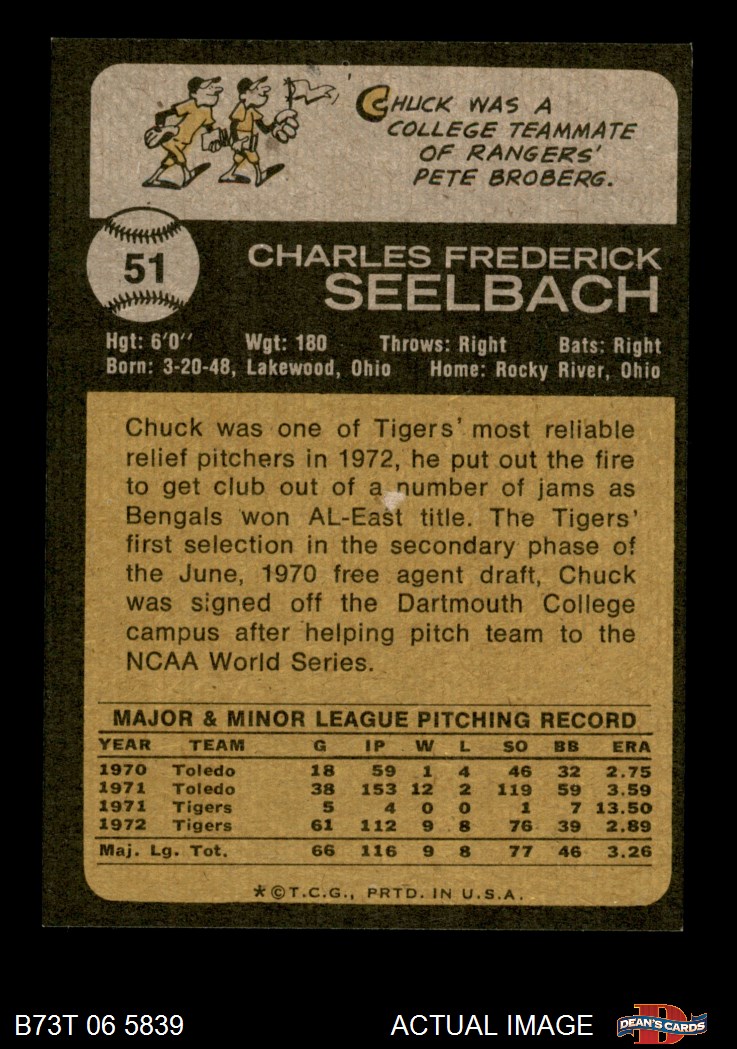 CHUCK WAS A
COLLEGE TEAMMATE
OF RANGERS'
PETE BROBERG.
51
CHARLES FREDERICK
SEELBACH
Hgt: 6'0" Wgt: 180 Throws: Right Bats: Right
Born: 3-20-48, Lakewood, Ohio Home: Rocky River, Ohio
Chuck was one of Tigers' most reliable
relief pitchers in 1972, he put out the fire
to get club out of a number of jams as
Bengals won AL-East title. The Tigers'
first selection in the secondary phase of
the June, 1970 free agent draft, Chuck
was signed off the Dartmouth College
campus after helping pitch team to the
NCAA World Series.
MAJOR & MINOR LEAGUE PITCHING RECORD
YEAR TEAM G IP W L SO BB ERA
1970 Toledo 18 59 1 4 46 32 2.75
1971 Toledo 38 153 12 2 119 59 3.59
1971 Tigers 5 4 0 0 1 7 13.50
1972 Tigers 61 112 9 8 76 39 2.89
Maj. Lg. Tot. 66 116 9 8 77 46 3.26
*©T.C.G., PRTD. IN U.S.A.
B73T 06 5839 ACTUAL IMAGE D DEAN'S CARDS